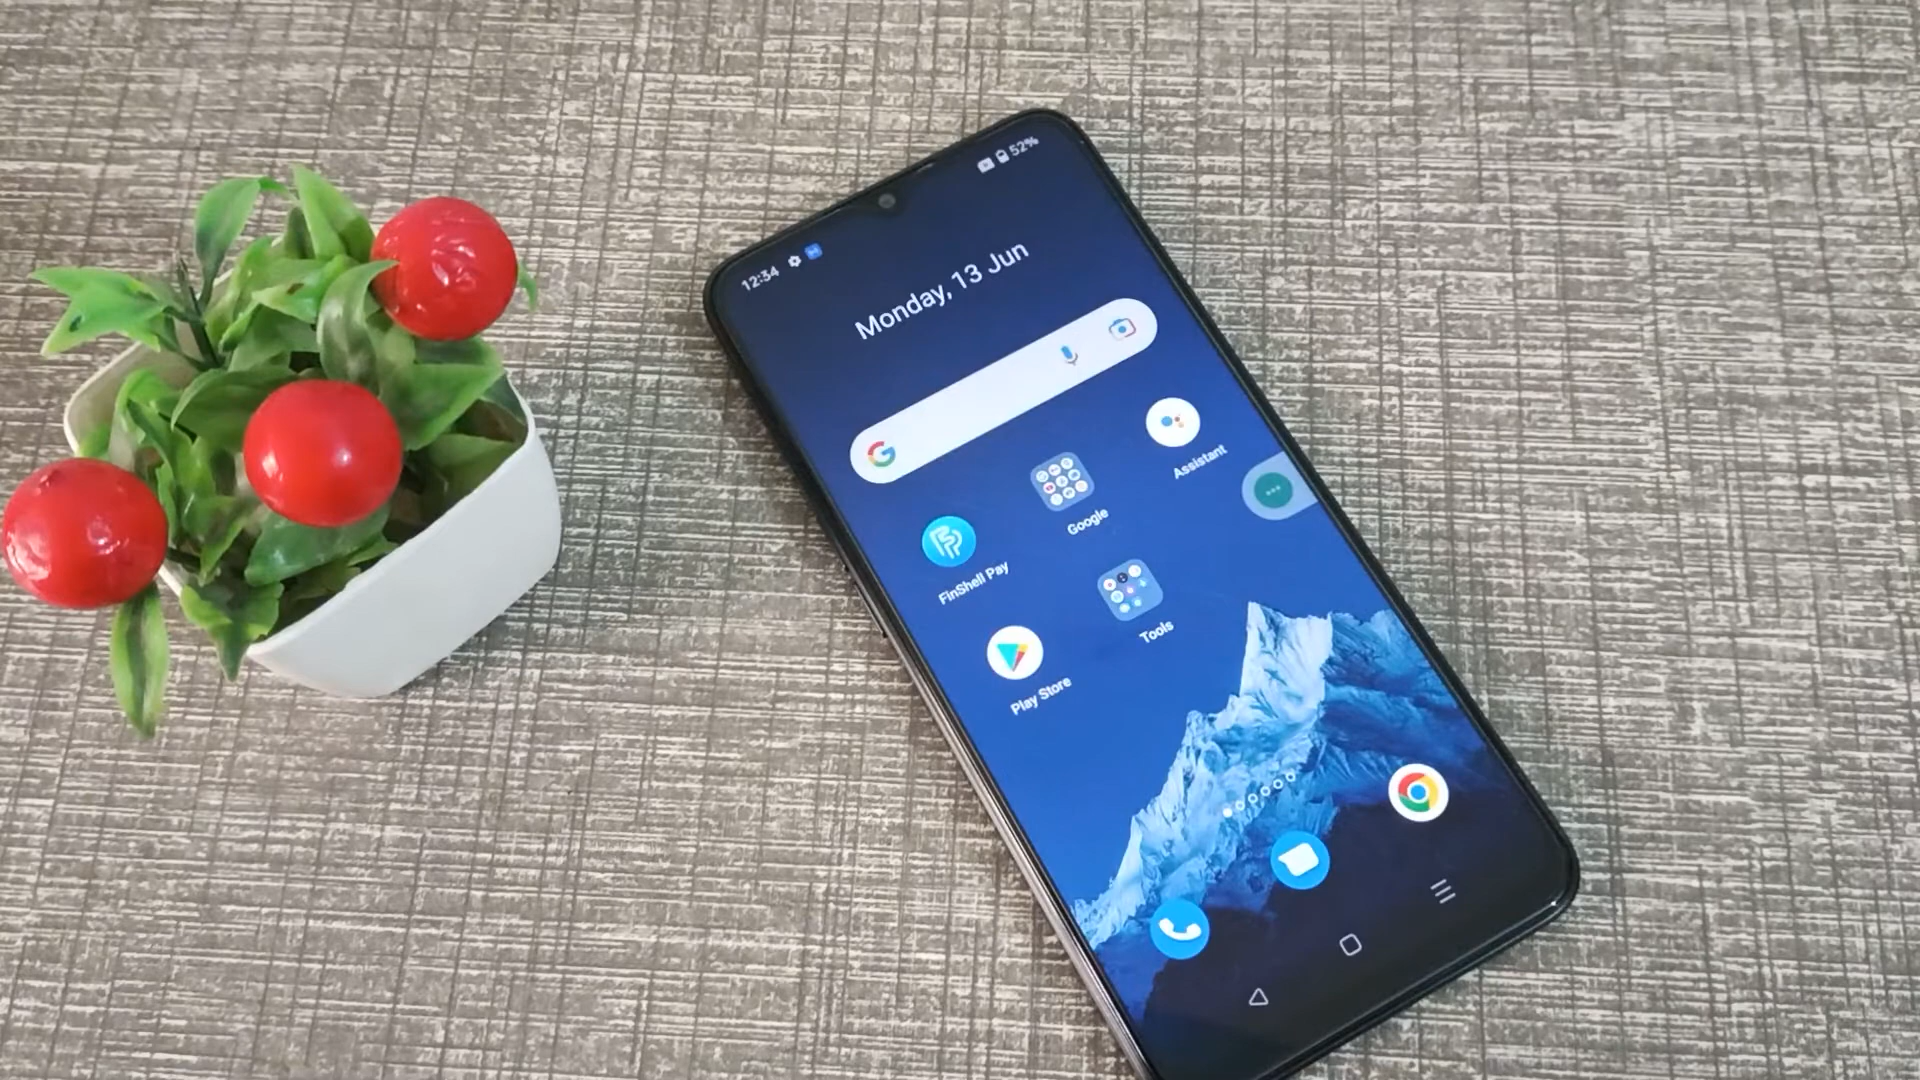 12:34
52%
Monday, 13 Jun
Assistant
Google
FinShell Pay
Tools
Play Store